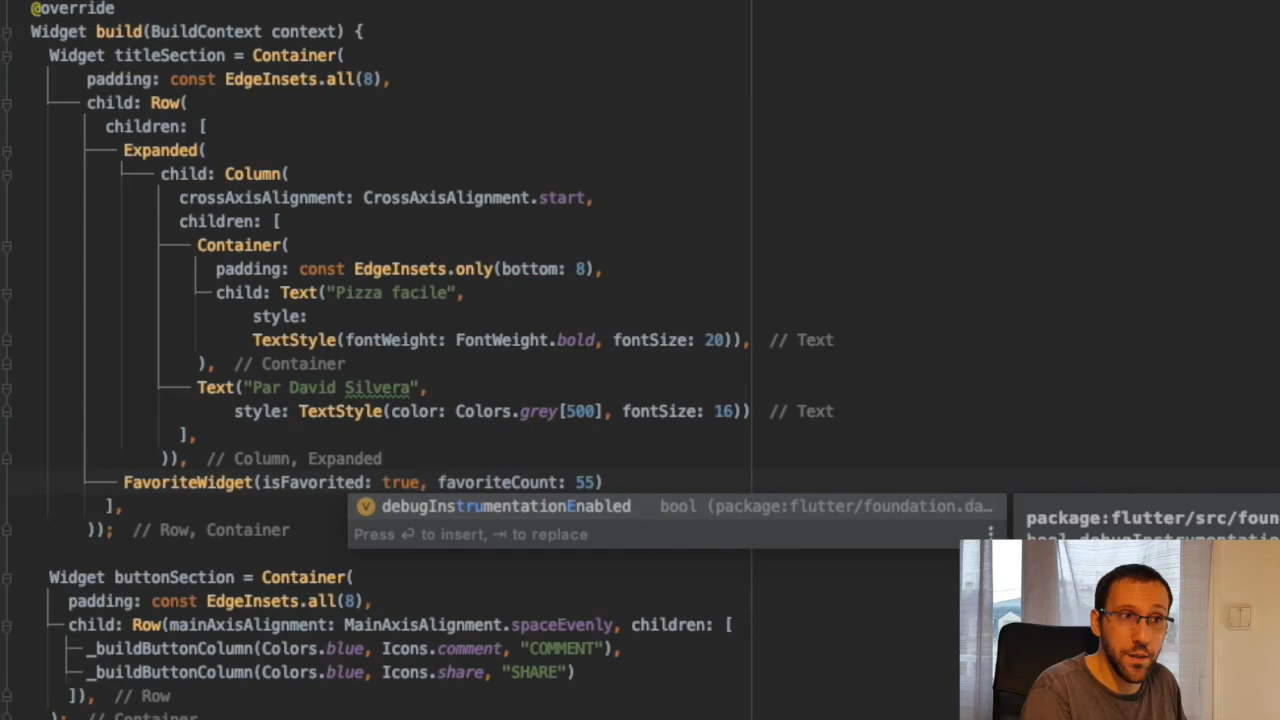 @override
Widget build(BuildContext context) {
Widget titleSection = Container(
padding: const EdgeInsets.all(8),
child: Row(
children: [
Expanded(
child: Column(
crossAxisAlignment: CrossAxisAlignment.start,
children: [
Container(
padding: const EdgeInsets.only(bottom: 8),
child: Text("Pizza facile",
style:
TextStyle(fontWeight: FontWeight.bold, fontSize: 20)), // Text
), // Container
Text("Par David Silvera",
style: TextStyle(color: Colors.grey[500], fontSize: 16)) // Text
],
)), // Column, Expanded
FavoriteWidget(isFavorited: true, favoriteCount: 55)
],
debugInstrumentationEnabled bool (package:flutter/foundation.da...
package:flutter/src/foun
)); // Row, Container
Press ⏎ to insert, ⇥ to replace
bool debugInstrumentatio
Widget buttonSection = Container(
padding: const EdgeInsets.all(8),
child: Row(mainAxisAlignment: MainAxisAlignment.spaceEvenly, children: [
_buildButtonColumn(Colors.blue, Icons.comment, "COMMENT"),
_buildButtonColumn(Colors.blue, Icons.share, "SHARE")
]), // Row
); // Container